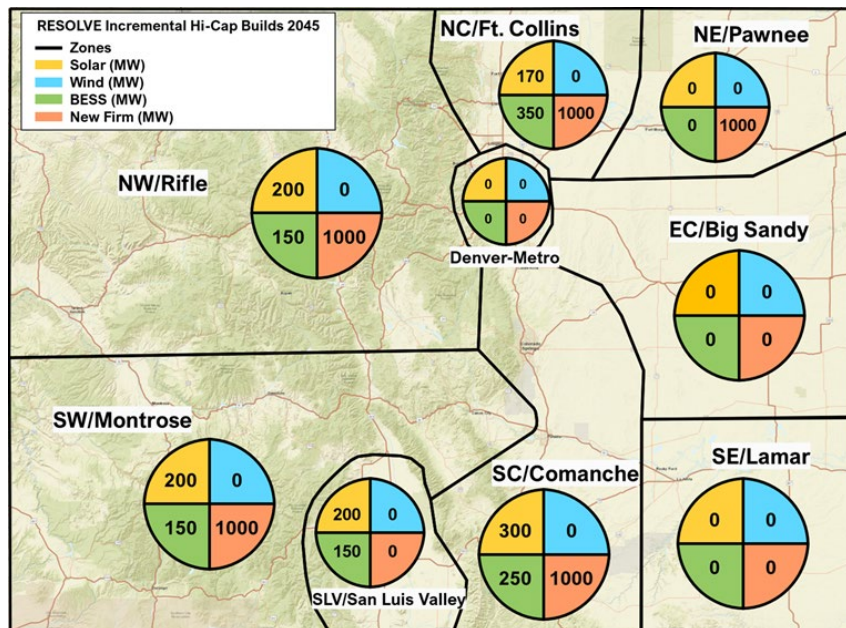 RESOLVE Incremental Hi-Cap Builds 2045
Zones
Solar (MW)
Wind (MW)
BESS (MW)
New Firm (MW)
NC/Ft. Collins
170 0
350 1000
NE/Pawnee
0 0
0 1000
NW/Rifle
200 0
150 1000
0 0
0 0
Denver-Metro
EC/Big Sandy
0 0
0 0
SW/Montrose
200 0
150 1000
200 0
150 0
SLV/San Luis Valley
SC/Comanche
300 0
250 1000
SE/Lamar
0 0
0 0